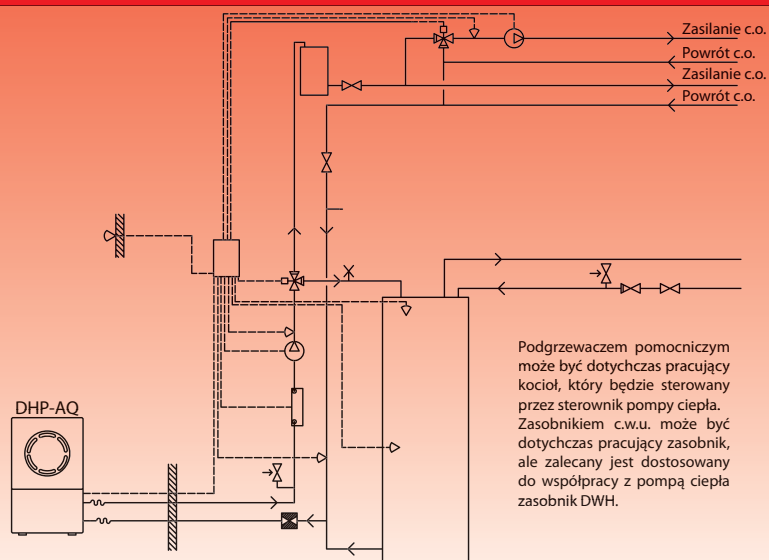 Zasilanie c.o.
Powrót c.o.
Zasilanie c.o.
Powrót c.o.
DHP-AQ
Podgrzewaczem pomocniczym
może być dotychczas pracujący
kocioł, który będzie sterowany
przez sterownik pompy ciepła.
Zasobnikiem c.w.u. może być
dotychczas pracujący zasobnik,
ale zalecany jest dostosowany
do współpracy z pompą ciepła
zasobnik DWH.